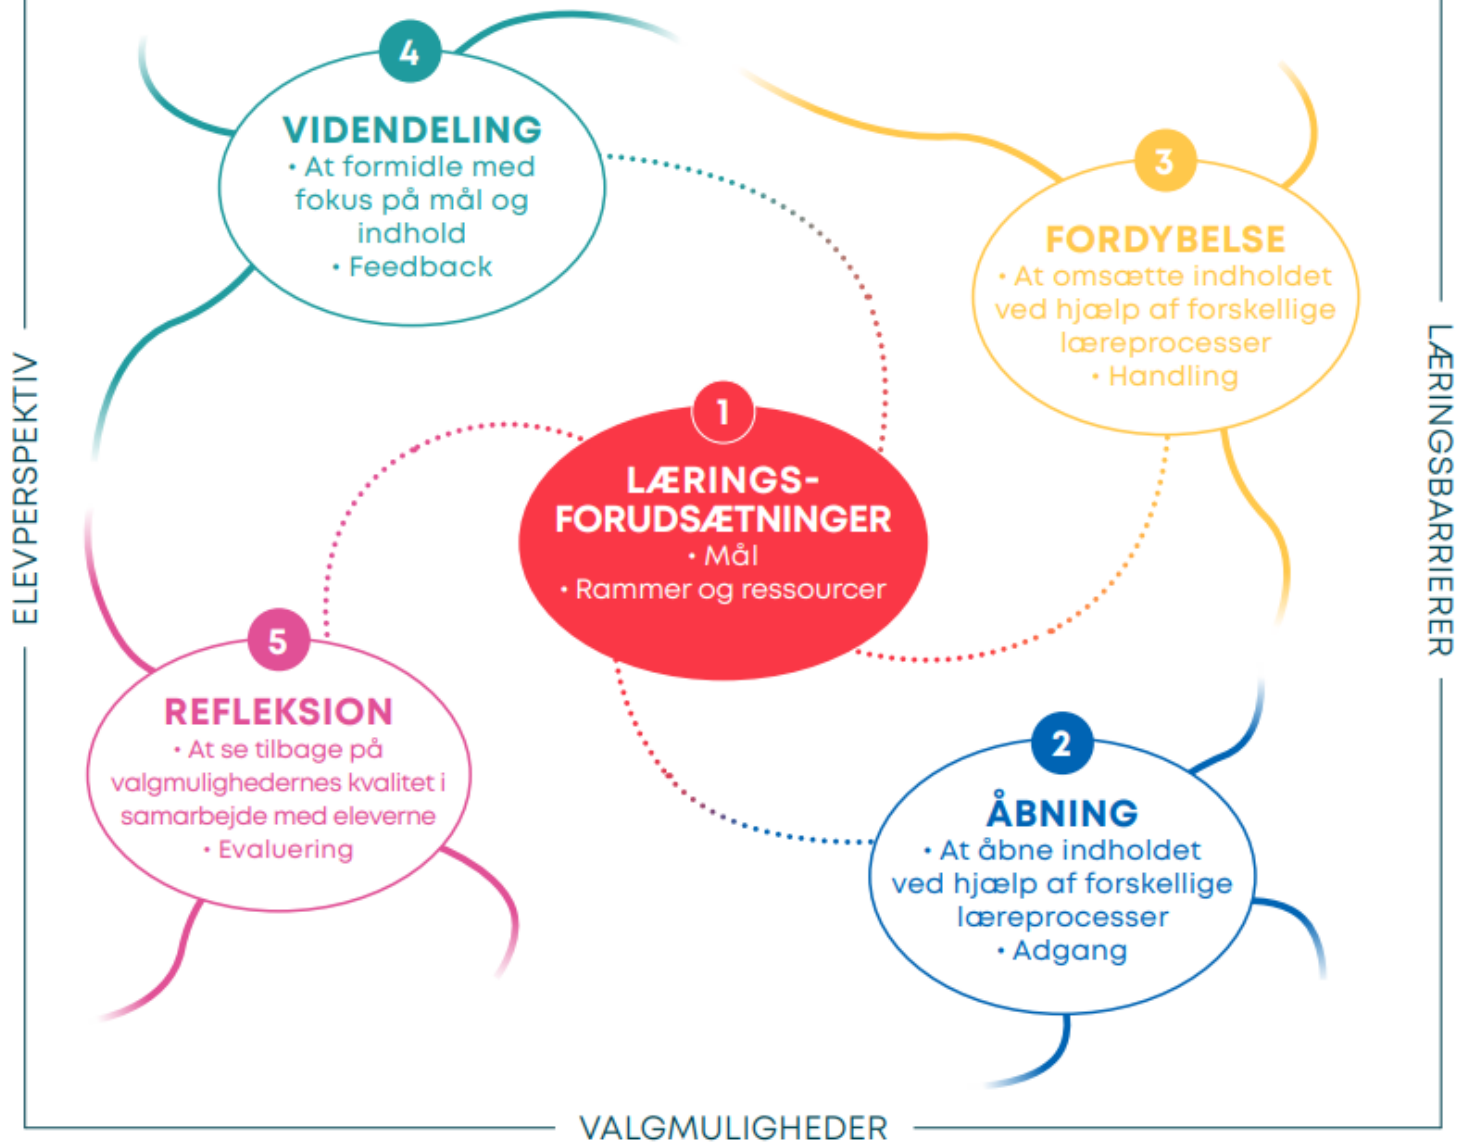 4
VIDENDELING
• At formidle med
fokus på mål og
indhold
• Feedback
3
FORDYBELSE
• At omsætte indholdet
ved hjælp af forskellige
læreprocesser
• Handling
1
LÆRINGS-
FORUDSÆTNINGER
• Mål
• Rammer og ressourcer
5
REFLEKSION
• At se tilbage på
valgmulighedernes kvalitet i
samarbejde med eleverne
• Evaluering
2
ÅBNING
• At åbne indholdet
ved hjælp af forskellige
læreprocesser
• Adgang
ELEVPERSPEKTIV
LÆRINGSBARRIERER
VALGMULIGHEDER